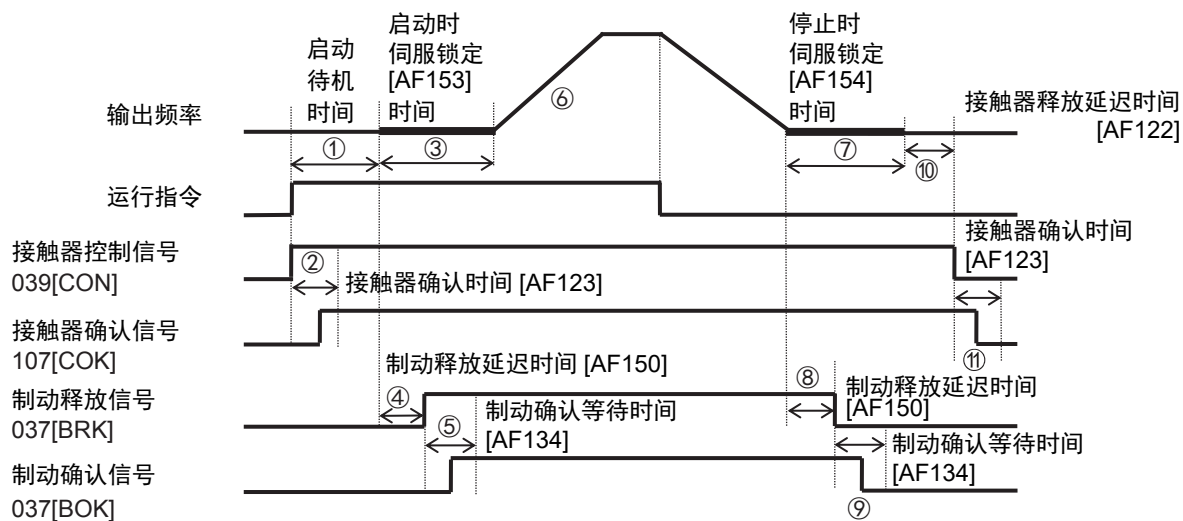 启动
待机
时间
启动时
伺服锁定
[AF153]
时间
停止时
伺服锁定
[AF154]
时间
⑥
输出频率
接触器释放延迟时间
[AF122]
①
③
⑦
⑩
运行指令
接触器控制信号
039[CON]
②
接触器确认时间 [AF123]
接触器确认时间
[AF123]
接触器确认信号
107[COK]
⑪
制动释放延迟时间 [AF150]
制动释放信号
037[BRK]
④
⑧
制动释放延迟时间
[AF150]
⑤
制动确认等待时间
[AF134]
制动确认等待时间
[AF134]
制动确认信号
037[BOK]
⑨